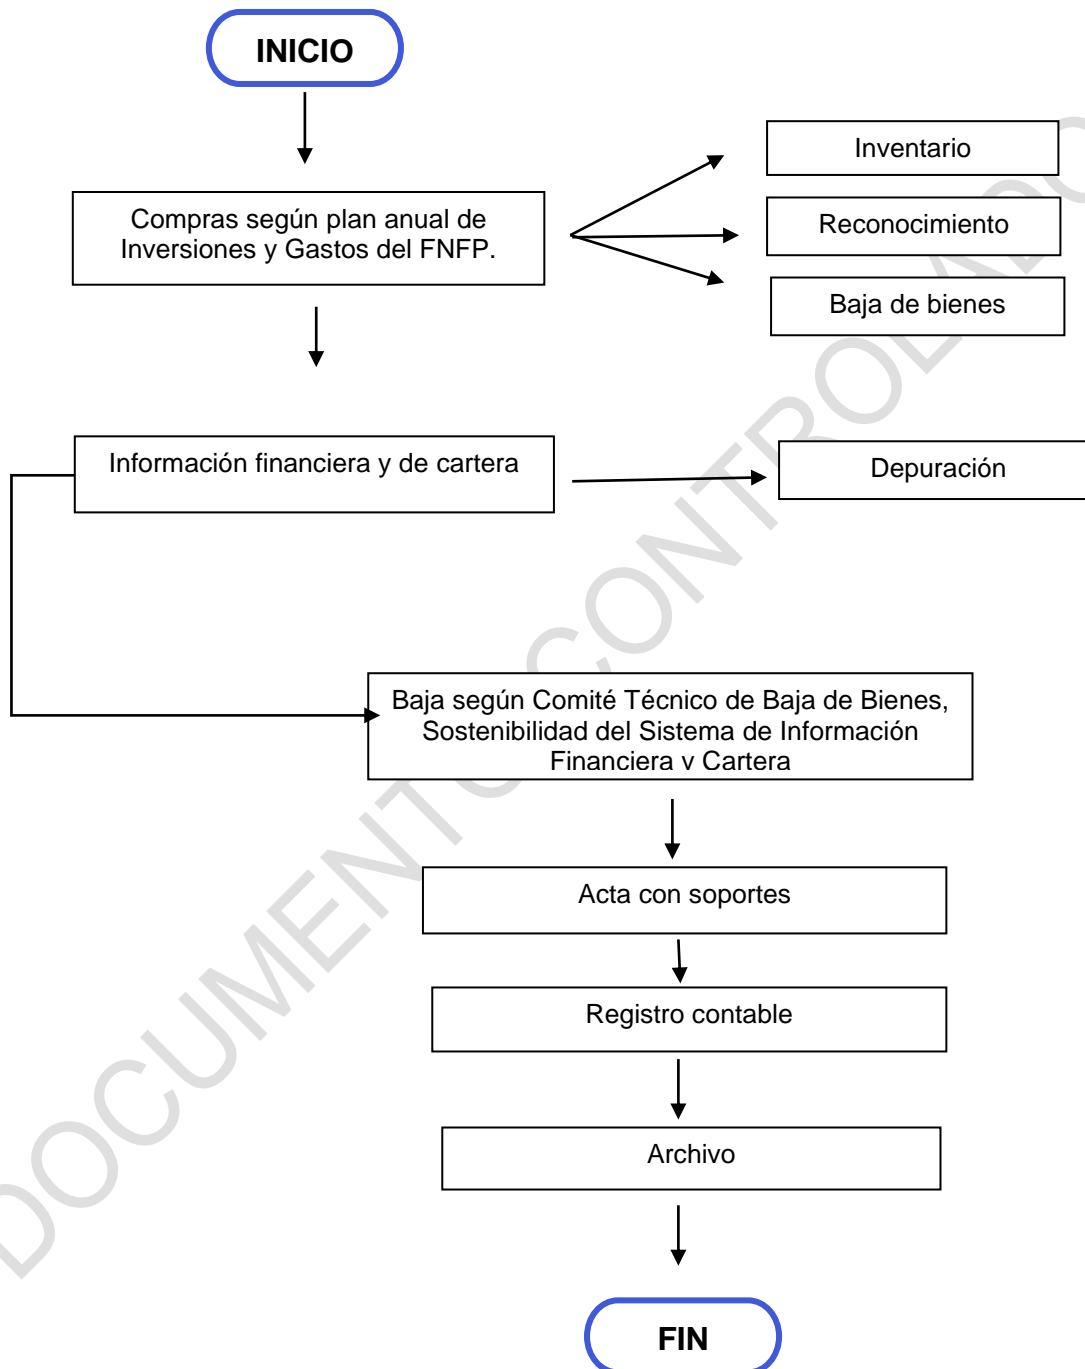 INICIO
Compras según plan anual de
Inversiones y Gastos del FNFP.
Inventario
Reconocimiento
Baja de bienes
Información financiera y de cartera
Depuración
Baja según Comité Técnico de Baja de Bienes,
Sostenibilidad del Sistema de Información
Financiera y Cartera
Acta con soportes
Registro contable
Archivo
FIN
DOCUMENTO CONTROLADO